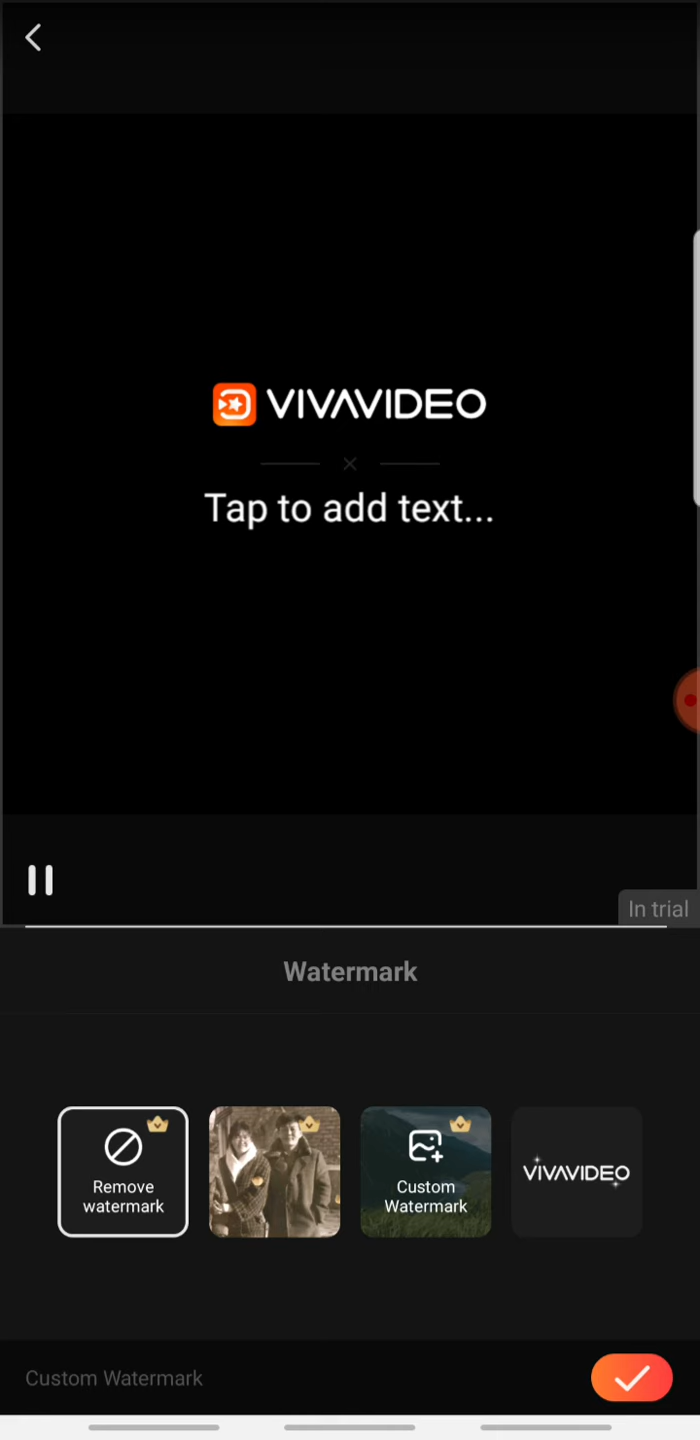 VIVAVIDEO
Tap to add text...
In trial
Watermark
Remove
watermark
Custom
Watermark
VIVAVIDEO
Custom Watermark